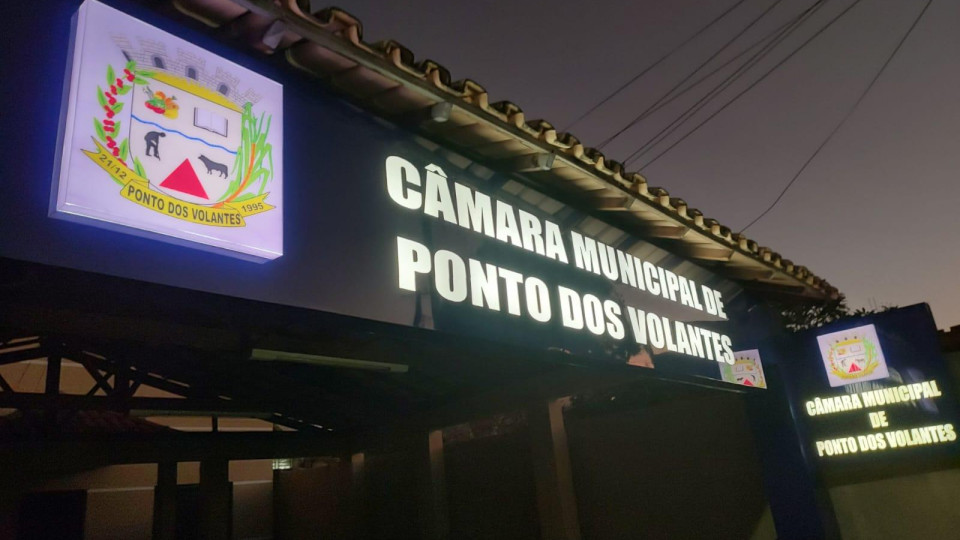 21/12 PONTO DOS VOLANTES 1995
CÂMARA MUNICIPAL DE
PONTO DOS VOLANTES
CÂMARA MUNICIPAL
DE
PONTO DOS VOLANTES